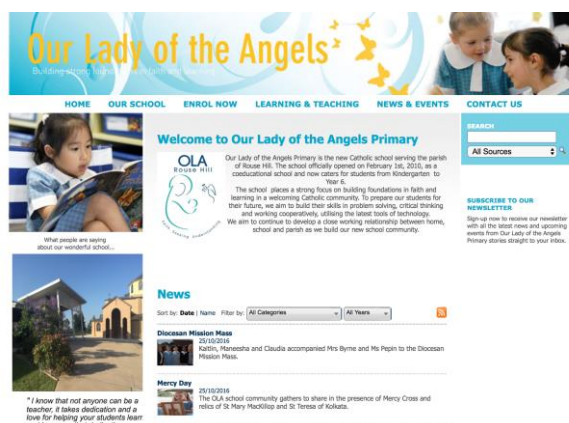 Our Lady of the Angels
Building strong
faith and
HOME OUR SCHOOL ENROL NOW LEARNING & TEACHING NEWS & EVENTS CONTACT US
SEARCH
All Sources
Welcome to Our Lady of the Angels Primary
OLA
ROUSE HILL
Our Lady of the Angels Primary is the new Catholic school serving the parish
of Rouse Hill. The school officially opened on February 1st, 2010, as a
coeducational school and now caters for students from Kindergarten to
Year 6.
The school places a strong focus on building foundations in faith and
learning in a welcoming Catholic community. To prepare our students for
their future, we aim to build their skills in problem solving, critical thinking
and working cooperatively, utilising the latest tools of technology.
We aim to continue to develop a close working relationship between home,
school and parish as we build our new school community.
SUBSCRIBE TO OUR
NEWSLETTER
Sign-up now to receive our newsletter
with all the latest news and upcoming
events from Our Lady of the Angels
Primary stories straight to your inbox.
What people are saying
about our wonderful school...
"I know that not anyone can be a
teacher, it takes dedication and a
love for helping your students learn
News
Sort by: Date | Name Filter by: All Categories All Years
Diocesan Mission Mass
25/10/2016
Kaitlin, Maneesha and Claudia accompanied Mrs Byrne and Ms Pepin to the Diocesan
Mission Mass.
Mercy Day
25/10/2016
The OLA school community gathers to share in the presence of Mercy Cross and
relics of St Mary MacKillop and St Teresa of Kolkata.